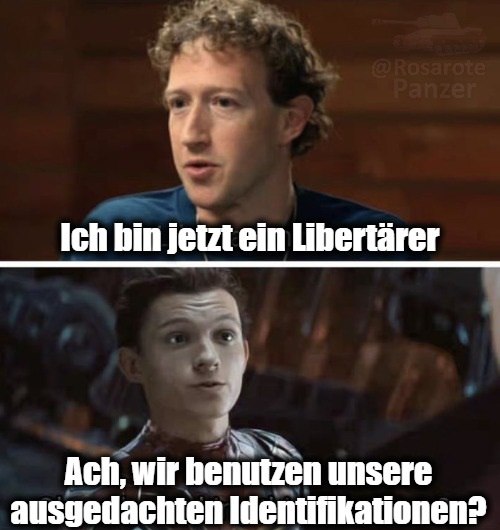 @Rosarote
Panzer
Ich bin jetzt ein Libertärer
Ach, wir benutzen unsere
ausgedachten Identifikationen?